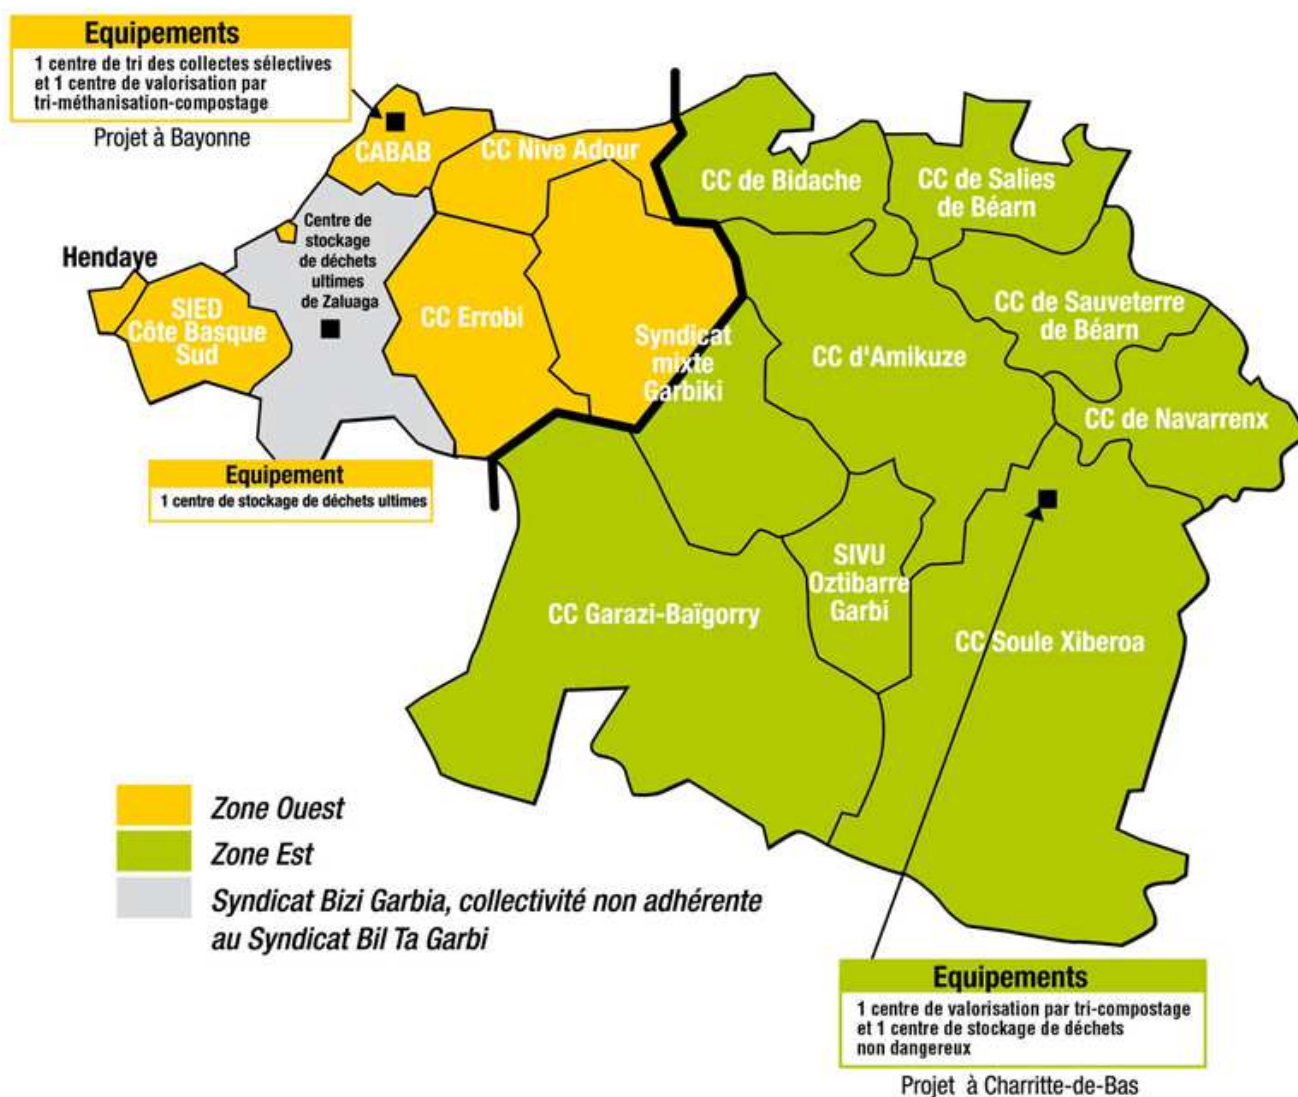 Equipements
1 centre de tri des collectes sélectives
et 1 centre de valorisation par
tri-méthanisation-compostage
Projet à Bayonne
CABAB
CC Nive Adour
CC de Bidache
CC de Salies
de Béarn
Centre de
stockage
de déchets
ultimes
de Zaluaga
Hendaye
SIED
Côte Basque
Sud
CC Errobi
Syndicat
mixte
Garbiki
CC d'Amikuze
CC de Sauveterre
de Béarn
CC de Navarrenx
Equipement
1 centre de stockage de déchets ultimes
CC Garazi-Baïgorry
SIVU
Oztibarre
Garbi
CC Soule Xiberoa
Zone Ouest
Zone Est
Syndicat Bizi Garbia, collectivité non adhérente
au Syndicat Bil Ta Garbi
Equipements
1 centre de valorisation par tri-compostage
et 1 centre de stockage de déchets
non dangereux
Projet à Charritte-de-Bas